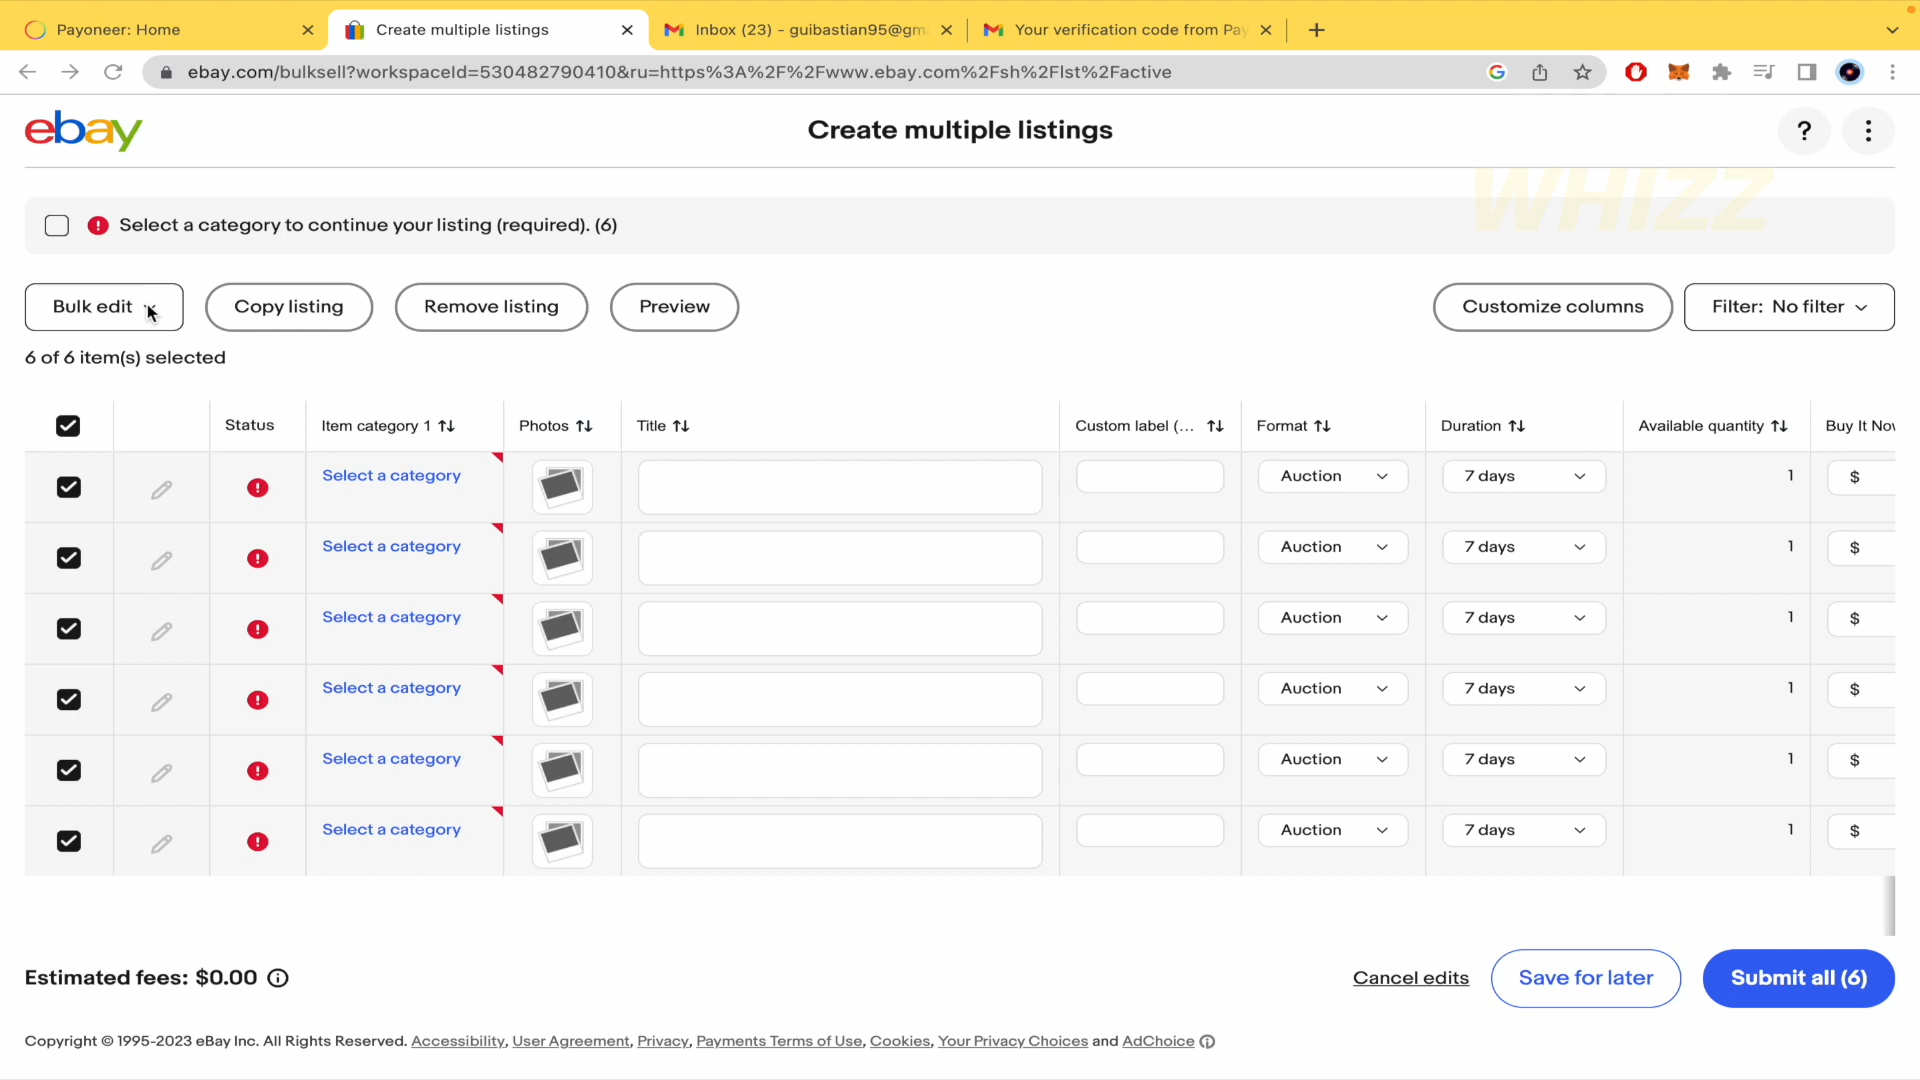 Payoneer: Home
Create multiple listings
Inbox (23) - guibastian95@gm
Your verification code from Pay
ebay.com/bulksell?workspaceId=530482790410&ru=https%3A%2F%2Fwww.ebay.com%2Fsh%2Flst%2Factive
ebay
Create multiple listings
?
WHIZZ
Select a category to continue your listing (required). (6)
Bulk edit
Copy listing
Remove listing
Preview
Customize columns
Filter: No filter
6 of 6 item(s) selected
Status
Item category 1
Photos
Title
Custom label (...
Format
Duration
Available quantity
Buy It Nov
Select a category
Auction
7 days
1
$
Select a category
Auction
7 days
1
$
Select a category
Auction
7 days
1
$
Select a category
Auction
7 days
1
$
Select a category
Auction
7 days
1
$
Select a category
Auction
7 days
1
$
Estimated fees: $0.00
Cancel edits
Save for later
Submit all (6)
Copyright © 1995-2023 eBay Inc. All Rights Reserved. Accessibility, User Agreement, Privacy, Payments Terms of Use, Cookies, Your Privacy Choices and AdChoice